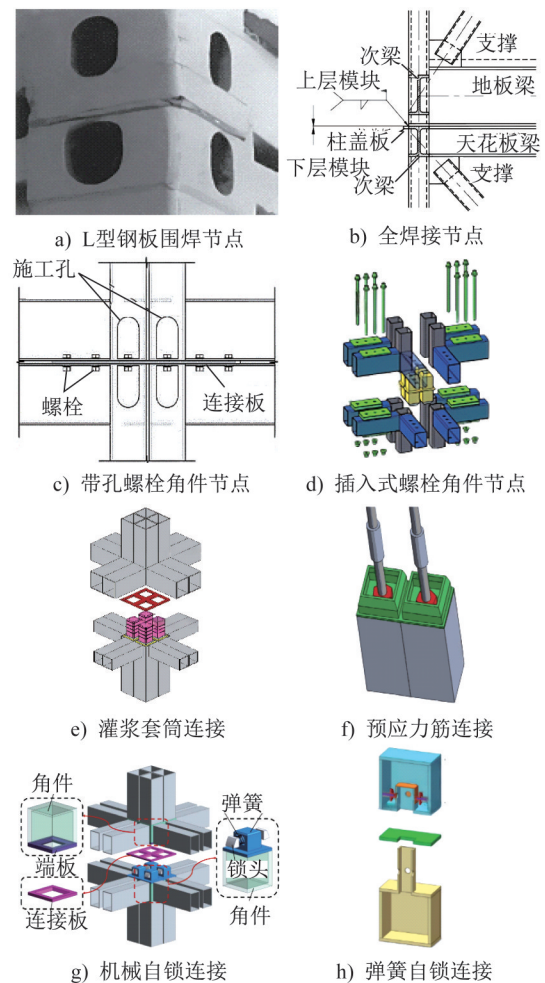 a) L型钢板围焊节点
次梁
支撑
上层模块
地板梁
柱盖板
天花板梁
下层模块
次梁
支撑
b) 全焊接节点
施工孔
螺栓
连接板
c) 带孔螺栓角件节点
d) 插入式螺栓角件节点
e) 灌浆套筒连接
f) 预应力筋连接
角件
端板
连接板
弹簧
锁头
角件
g) 机械自锁连接
h) 弹簧自锁连接